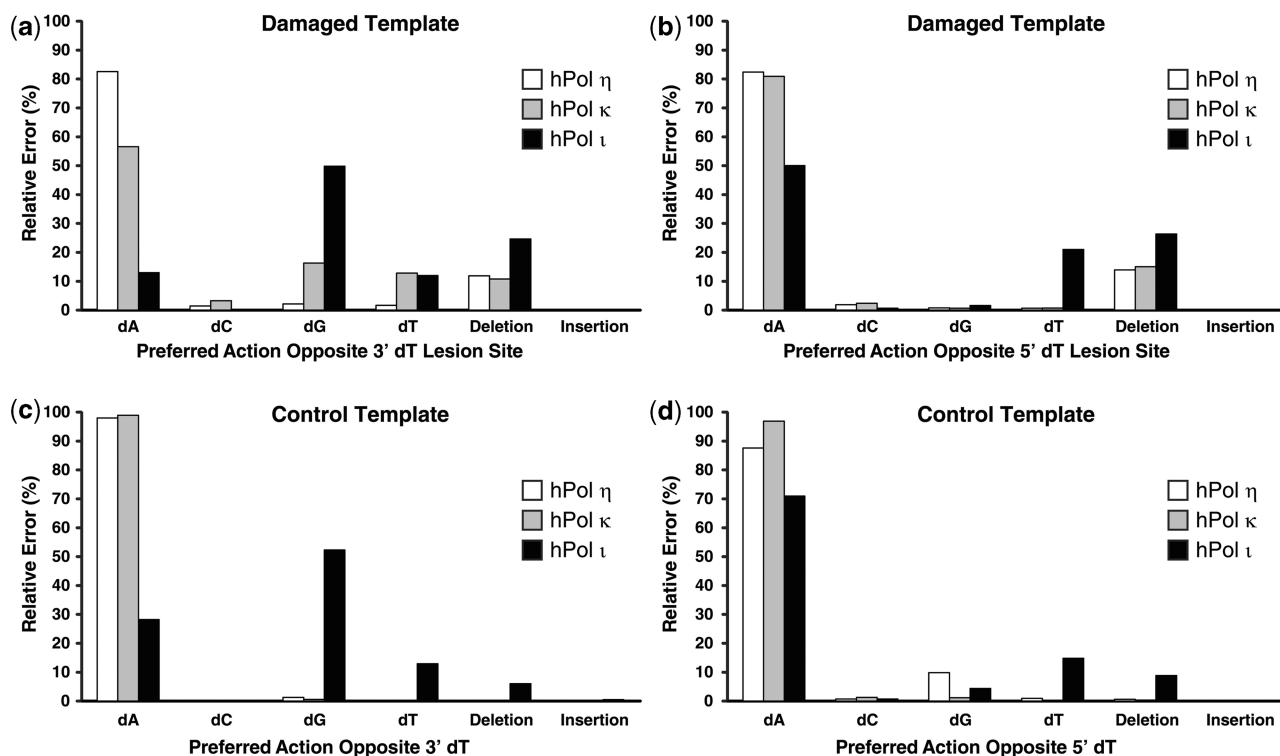 (a)
Damaged Template
Relative Error (%)
100
90
80
70
60
50
40
30
20
10
0
hPol η
hPol κ
hPol ι
dA dC dG dT Deletion Insertion
Preferred Action Opposite 3’ dT Lesion Site
(b)
Damaged Template
Relative Error (%)
100
90
80
70
60
50
40
30
20
10
0
hPol η
hPol κ
hPol ι
dA dC dG dT Deletion Insertion
Preferred Action Opposite 5’ dT Lesion Site
(c)
Control Template
Relative Error (%)
100
90
80
70
60
50
40
30
20
10
0
hPol η
hPol κ
hPol ι
dA dC dG dT Deletion Insertion
Preferred Action Opposite 3’ dT
(d)
Control Template
Relative Error (%)
100
90
80
70
60
50
40
30
20
10
0
hPol η
hPol κ
hPol ι
dA dC dG dT Deletion Insertion
Preferred Action Opposite 5’ dT